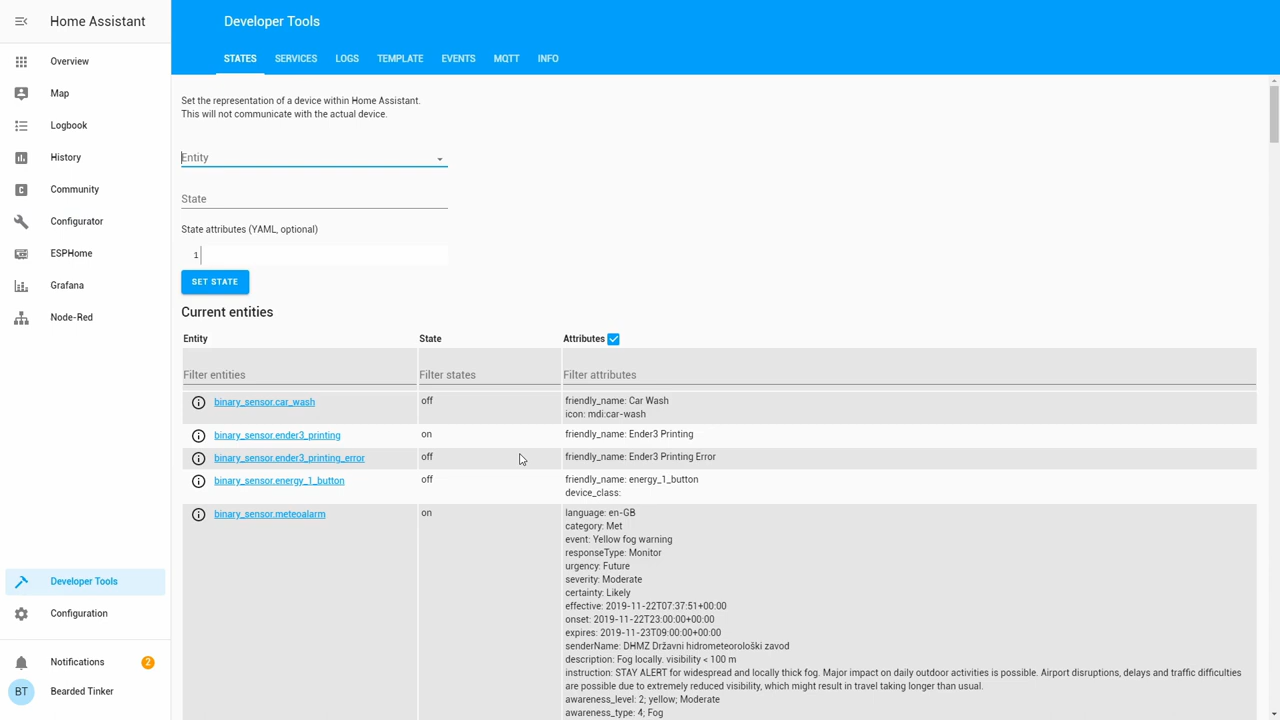 Home Assistant
Developer Tools
STATES SERVICES LOGS TEMPLATE EVENTS MQTT INFO
Overview
Map
Logbook
History
Community
Configurator
ESPHome
Grafana
Node-Red
Developer Tools
Configuration
Notifications 2
BT Bearded Tinker
Set the representation of a device within Home Assistant.
This will not communicate with the actual device.
Entity
State
State attributes (YAML, optional)
1
SET STATE
Current entities
Entity State Attributes
Filter entities Filter states Filter attributes
binary_sensor.car_wash off friendly_name: Car Wash
icon: mdi:car-wash
binary_sensor.ender3_printing on friendly_name: Ender3 Printing
binary_sensor.ender3_printing_error off friendly_name: Ender3 Printing Error
binary_sensor.energy_1_button off friendly_name: energy_1_button
device_class:
binary_sensor.meteoalarm on language: en-GB
category: Met
event: Yellow fog warning
responseType: Monitor
urgency: Future
severity: Moderate
certainty: Likely
effective: 2019-11-22T07:37:51+00:00
onset: 2019-11-22T23:00:00+00:00
expires: 2019-11-23T09:00:00+00:00
senderName: DHMZ Državni hidrometeorološki zavod
description: Fog locally. visibility < 100 m
instruction: STAY ALERT for widespread and locally thick fog. Major impact on daily outdoor activities is possible. Airport disruptions, delays and traffic difficulties
are possible due to extremely reduced visibility, which might result in travel taking longer than usual.
awareness_level: 2; yellow; Moderate
awareness_type: 4; Fog